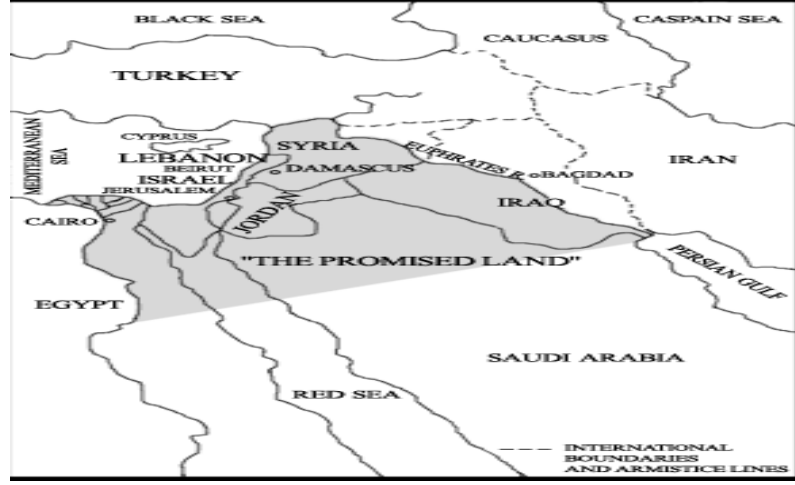 BLACK SEA
CASPAIN SEA
CAUCASUS
TURKEY
MEDITERRANEAN
SEA
CYPRUS
LEBANON
BEIRUT
ISRAEL
JERUSALEM
SYRIA
DAMASCUS
EUPHRATES R
BAGDAD
IRAN
CAIRO
JORDAN
IRAQ
"THE PROMISED LAND"
PERSIAN GULF
EGYPT
SAUDI ARABIA
RED SEA
INTERNATIONAL
BOUNDARIES
AND ARMISTICE LINES